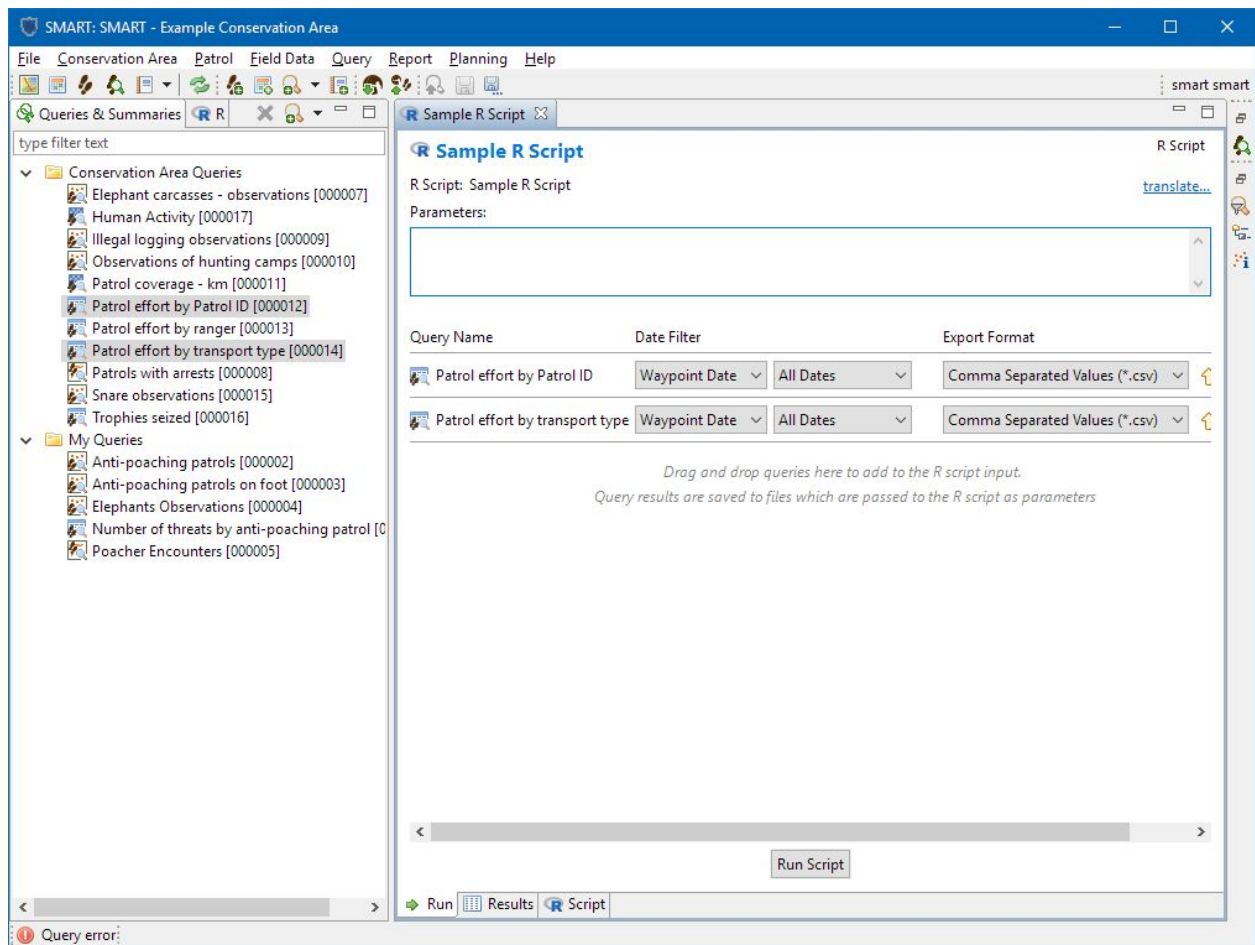 SMART: SMART - Example Conservation Area
File Conservation Area Patrol Field Data Query Report Planning Help
smart smart
Queries & Summaries R R
type filter text
Conservation Area Queries
Elephant carcasses - observations [000007]
Human Activity [000017]
Illegal logging observations [000009]
Observations of hunting camps [000010]
Patrol coverage - km [000011]
Patrol effort by Patrol ID [000012]
Patrol effort by ranger [000013]
Patrol effort by transport type [000014]
Patrols with arrests [000008]
Snare observations [000015]
Trophies seized [000016]
My Queries
Anti-poaching patrols [000002]
Anti-poaching patrols on foot [000003]
Elephants Observations [000004]
Number of threats by anti-poaching patrol [0
Poacher Encounters [000005]
Sample R Script
Sample R Script R Script
R Script: Sample R Script translate...
Parameters:
Query Name Date Filter Export Format
Patrol effort by Patrol ID Waypoint Date All Dates Comma Separated Values (*.csv)
Patrol effort by transport type Waypoint Date All Dates Comma Separated Values (*.csv)
Drag and drop queries here to add to the R script input.
Query results are saved to files which are passed to the R script as parameters
Run Script
Run Results Script
Query error